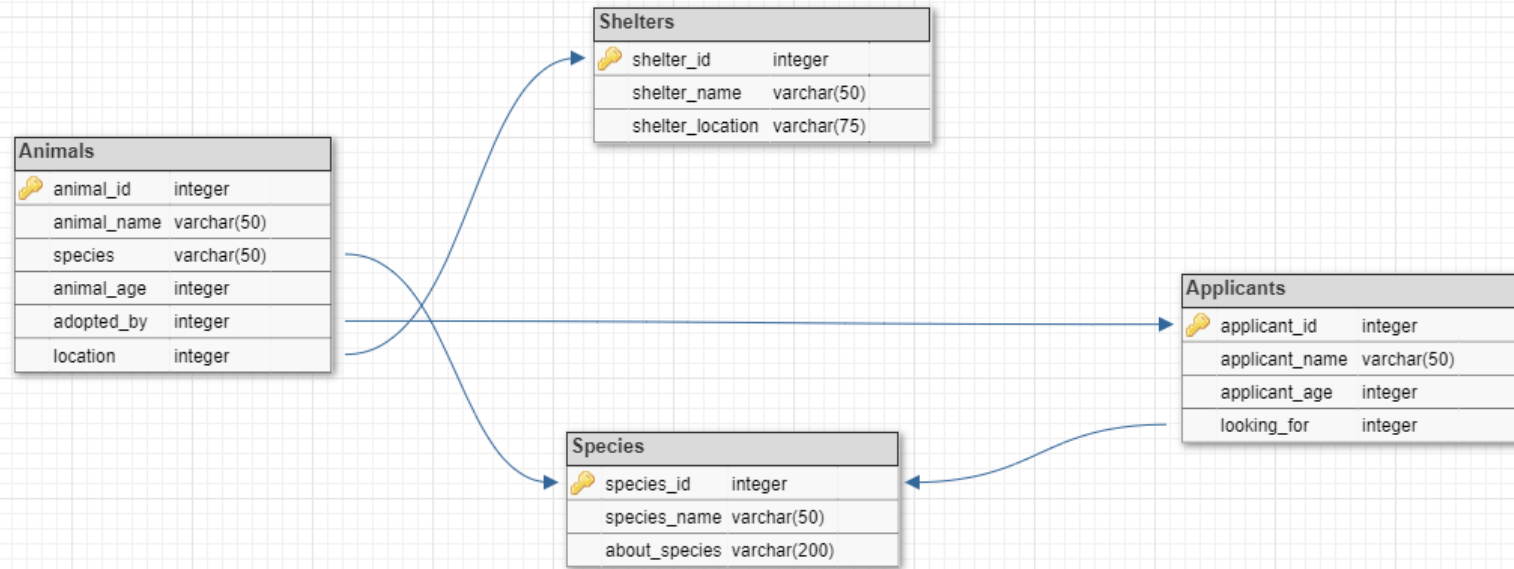 Shelters
shelter_id integer
shelter_name varchar(50)
shelter_location varchar(75)
Animals
animal_id integer
animal_name varchar(50)
species varchar(50)
animal_age integer
adopted_by integer
location integer
Applicants
applicant_id integer
applicant_name varchar(50)
applicant_age integer
looking_for integer
Species
species_id integer
species_name varchar(50)
about_species varchar(200)